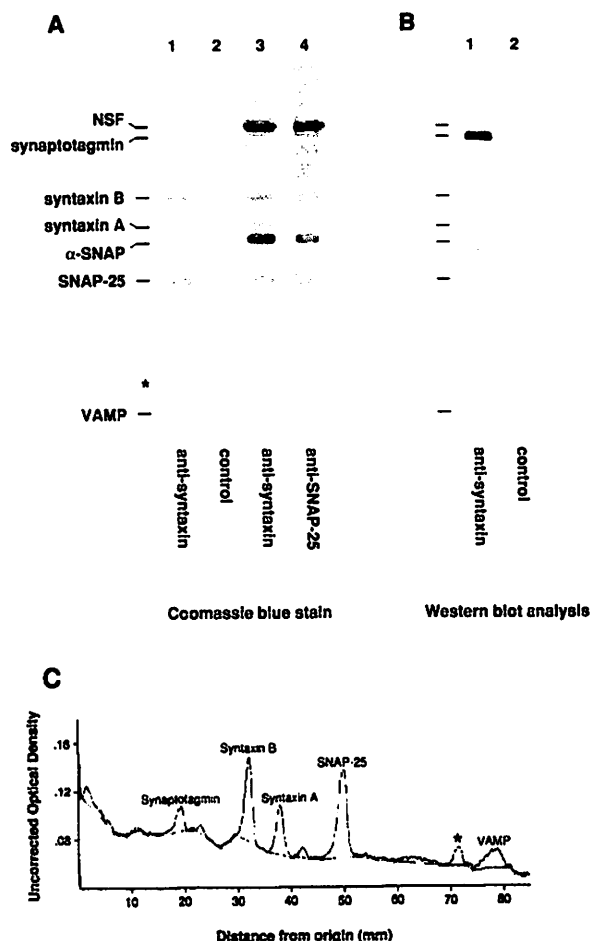 A
B
1 2 3 4
1 2
NSF
synaptotagmin
syntaxin B
syntaxin A
α-SNAP
SNAP-25
*
VAMP
anti-syntaxin
control
anti-syntaxin
anti-SNAP-25
anti-syntaxin
control
Coomassie blue stain
Western blot analysis
C
Uncorrected Optical Density
.16
.12
.08
Synaptotagmin
Syntaxin B
Syntaxin A
SNAP-25
*
VAMP
10 20 30 40 50 60 70 80
Distance from origin (mm)